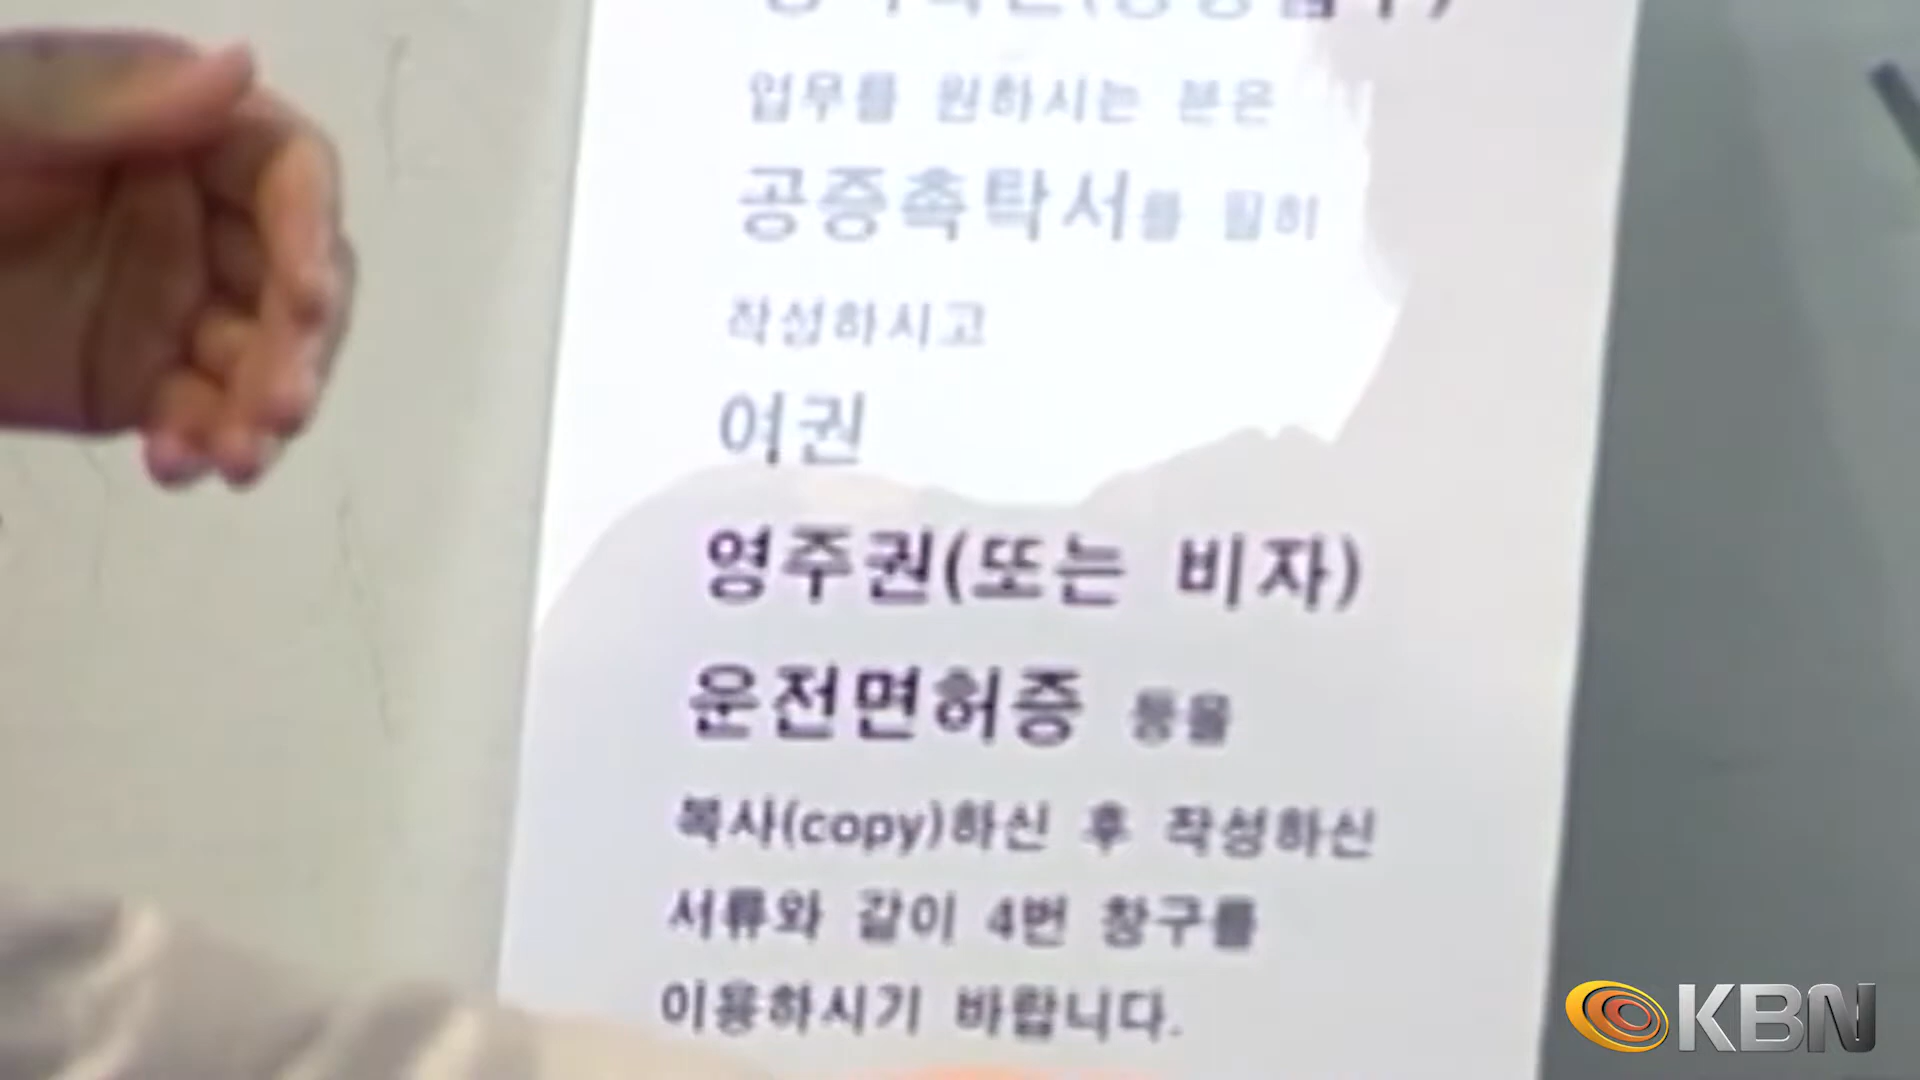 업무를 원하시는 분은
공증촉탁서를 필히
작성하시고
여권
영주권(또는 비자)
운전면허증 등을
복사(copy)하신 후 작성하신
서류와 같이 4번 창구를
이용하시기 바랍니다.
KBN